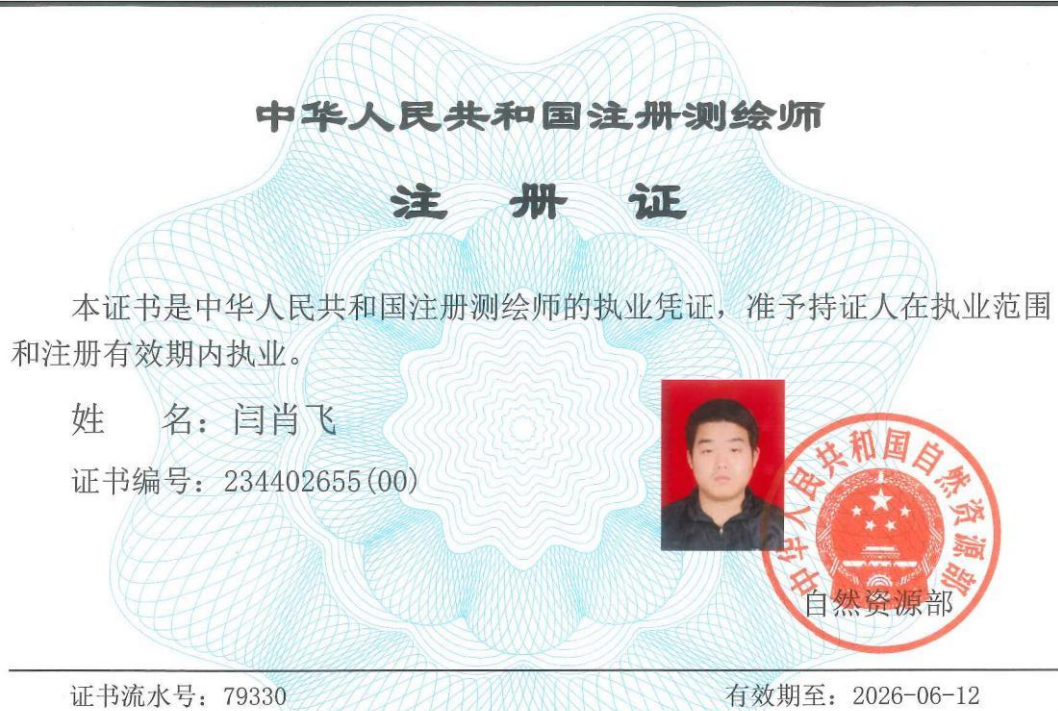 中华人民共和国注册测绘师
注 册 证
本证书是中华人民共和国注册测绘师的执业凭证，准予持证人在执业范围
和注册有效期内执业。
姓 名：闫肖飞
证书编号：234402655(00)
中华人民共和国自然资源部
自然资源部
证书流水号：79330
有效期至：2026-06-12